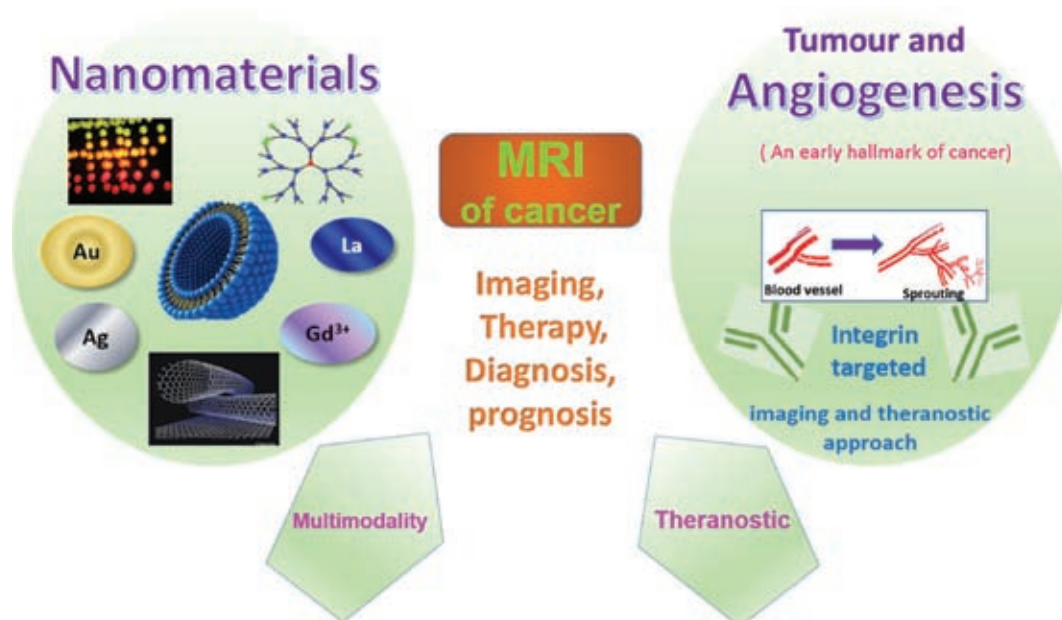 Nanomaterials
Au
La
Ag
Gd³⁺
MRI
of cancer
Imaging,
Therapy,
Diagnosis,
prognosis
Tumour and
Angiogenesis
( An early hallmark of cancer)
Blood vessel
Sprouting
Integrin
targeted
imaging and theranostic
approach
Multimodality
Theranostic